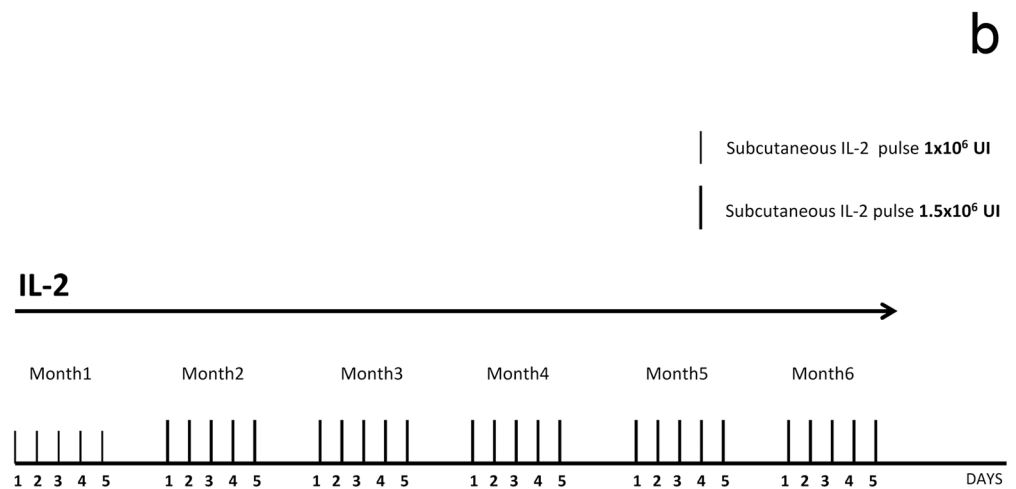 b
Subcutaneous IL-2 pulse 1x10⁶ UI
Subcutaneous IL-2 pulse 1.5x10⁶ UI
IL-2
Month1 Month2 Month3 Month4 Month5 Month6
1 2 3 4 5 1 2 3 4 5 1 2 3 4 5 1 2 3 4 5 1 2 3 4 5 1 2 3 4 5 DAYS